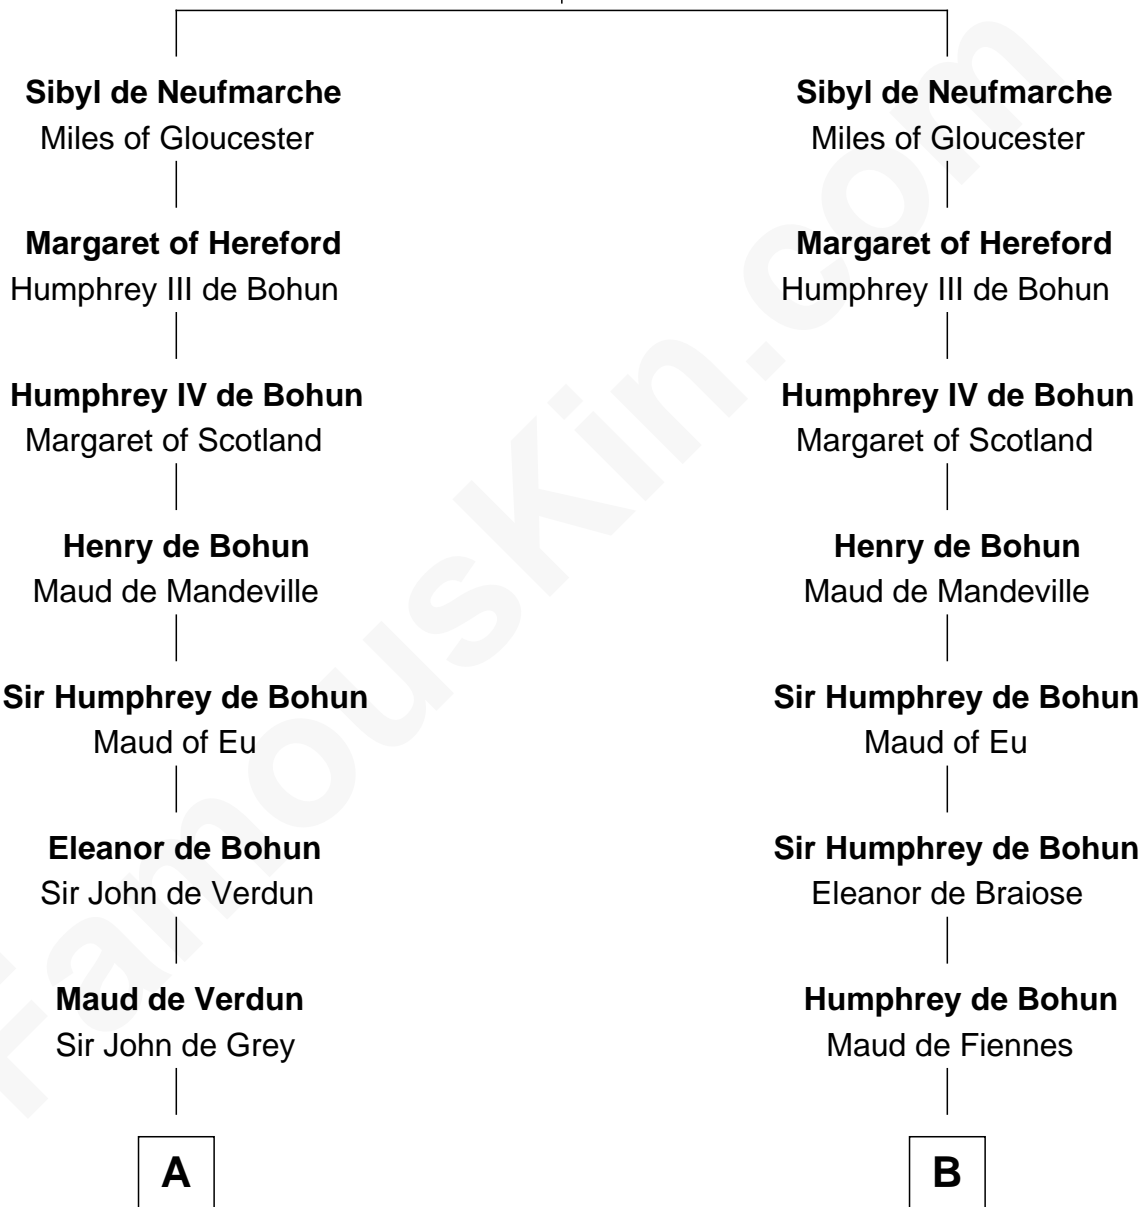 Sibyl de Neufmarche
Miles of Gloucester
Margaret of Hereford
Humphrey III de Bohun
Humphrey IV de Bohun
Margaret of Scotland
Henry de Bohun
Maud de Mandeville
Sir Humphrey de Bohun
Maud of Eu
Eleanor de Bohun
Sir John de Verdun
Maud de Verdun
Sir John de Grey
A
Sibyl de Neufmarche
Miles of Gloucester
Margaret of Hereford
Humphrey III de Bohun
Humphrey IV de Bohun
Margaret of Scotland
Henry de Bohun
Maud de Mandeville
Sir Humphrey de Bohun
Maud of Eu
Sir Humphrey de Bohun
Eleanor de Braiose
Humphrey de Bohun
Maud de Fiennes
B
FamousKin.com